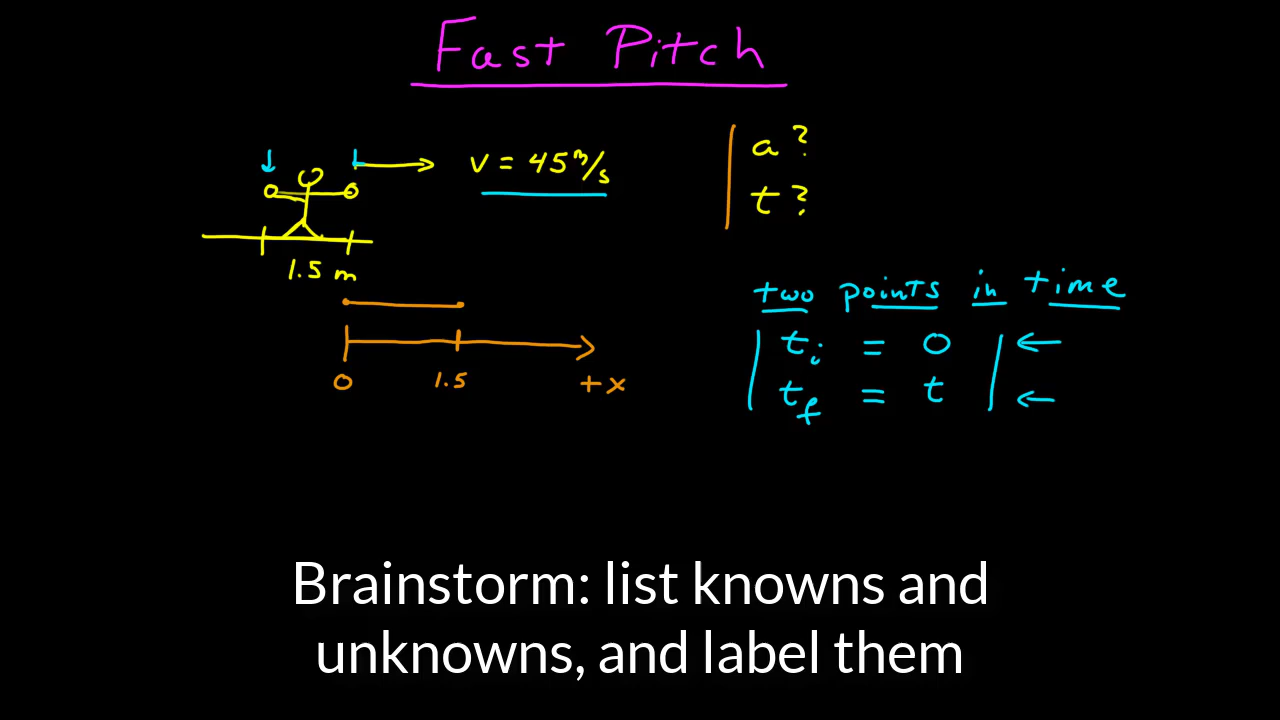 Fast Pitch
v = 45 m/s
a ?
t ?
1.5 m
0 1.5 +x
two points in time
ti = 0
tf = t
Brainstorm: list knowns and
unknowns, and label them